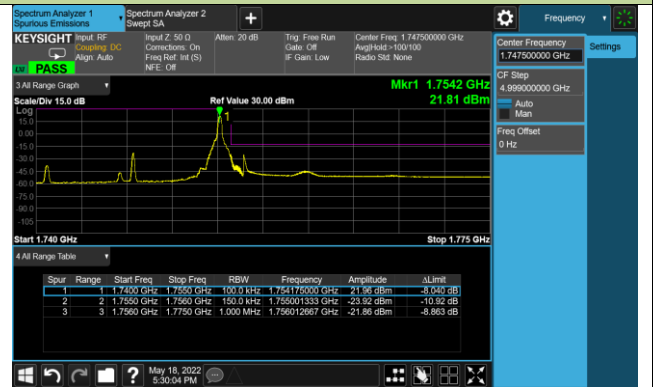 Spectrum Analyzer 1
Spurious Emissions
Spectrum Analyzer 2
Swept SA
+
Frequency
KEYSIGHT
Input: RF
Coupling: DC
Align: Auto
Input Z: 50 Ω
Corrections: On
Freq Ref: Int (S)
NFE: Off
Atten: 20 dB
Trig: Free Run
Gate: Off
IF Gain: Low
Center Freq: 1.747500000 GHz
Avg|Hold:>100/100
Radio Std: None
PASS
Center Frequency
1.747500000 GHz
Settings
CF Step
4.999000000 GHz
Auto
Man
Freq Offset
0 Hz
3 All Range Graph
Mkr1 1.7542 GHz
21.81 dBm
Scale/Div 15.0 dB
Ref Value 30.00 dBm
Log
15.0
0.00
-15.0
-30.0
-45.0
-60.0
-75.0
-90.0
-105
1
Start 1.740 GHz
Stop 1.775 GHz
4 All Range Table
Spur Range Start Freq Stop Freq RBW Frequency Amplitude ΔLimit
1 1 1.7400 GHz 1.7550 GHz 100.0 kHz 1.754175000 GHz 21.96 dBm -8.040 dB
2 2 1.7550 GHz 1.7560 GHz 150.0 kHz 1.755001333 GHz -23.92 dBm -10.92 dB
3 3 1.7560 GHz 1.7750 GHz 1.000 MHz 1.756012667 GHz -21.86 dBm -8.863 dB
?
May 18, 2022
5:30:04 PM